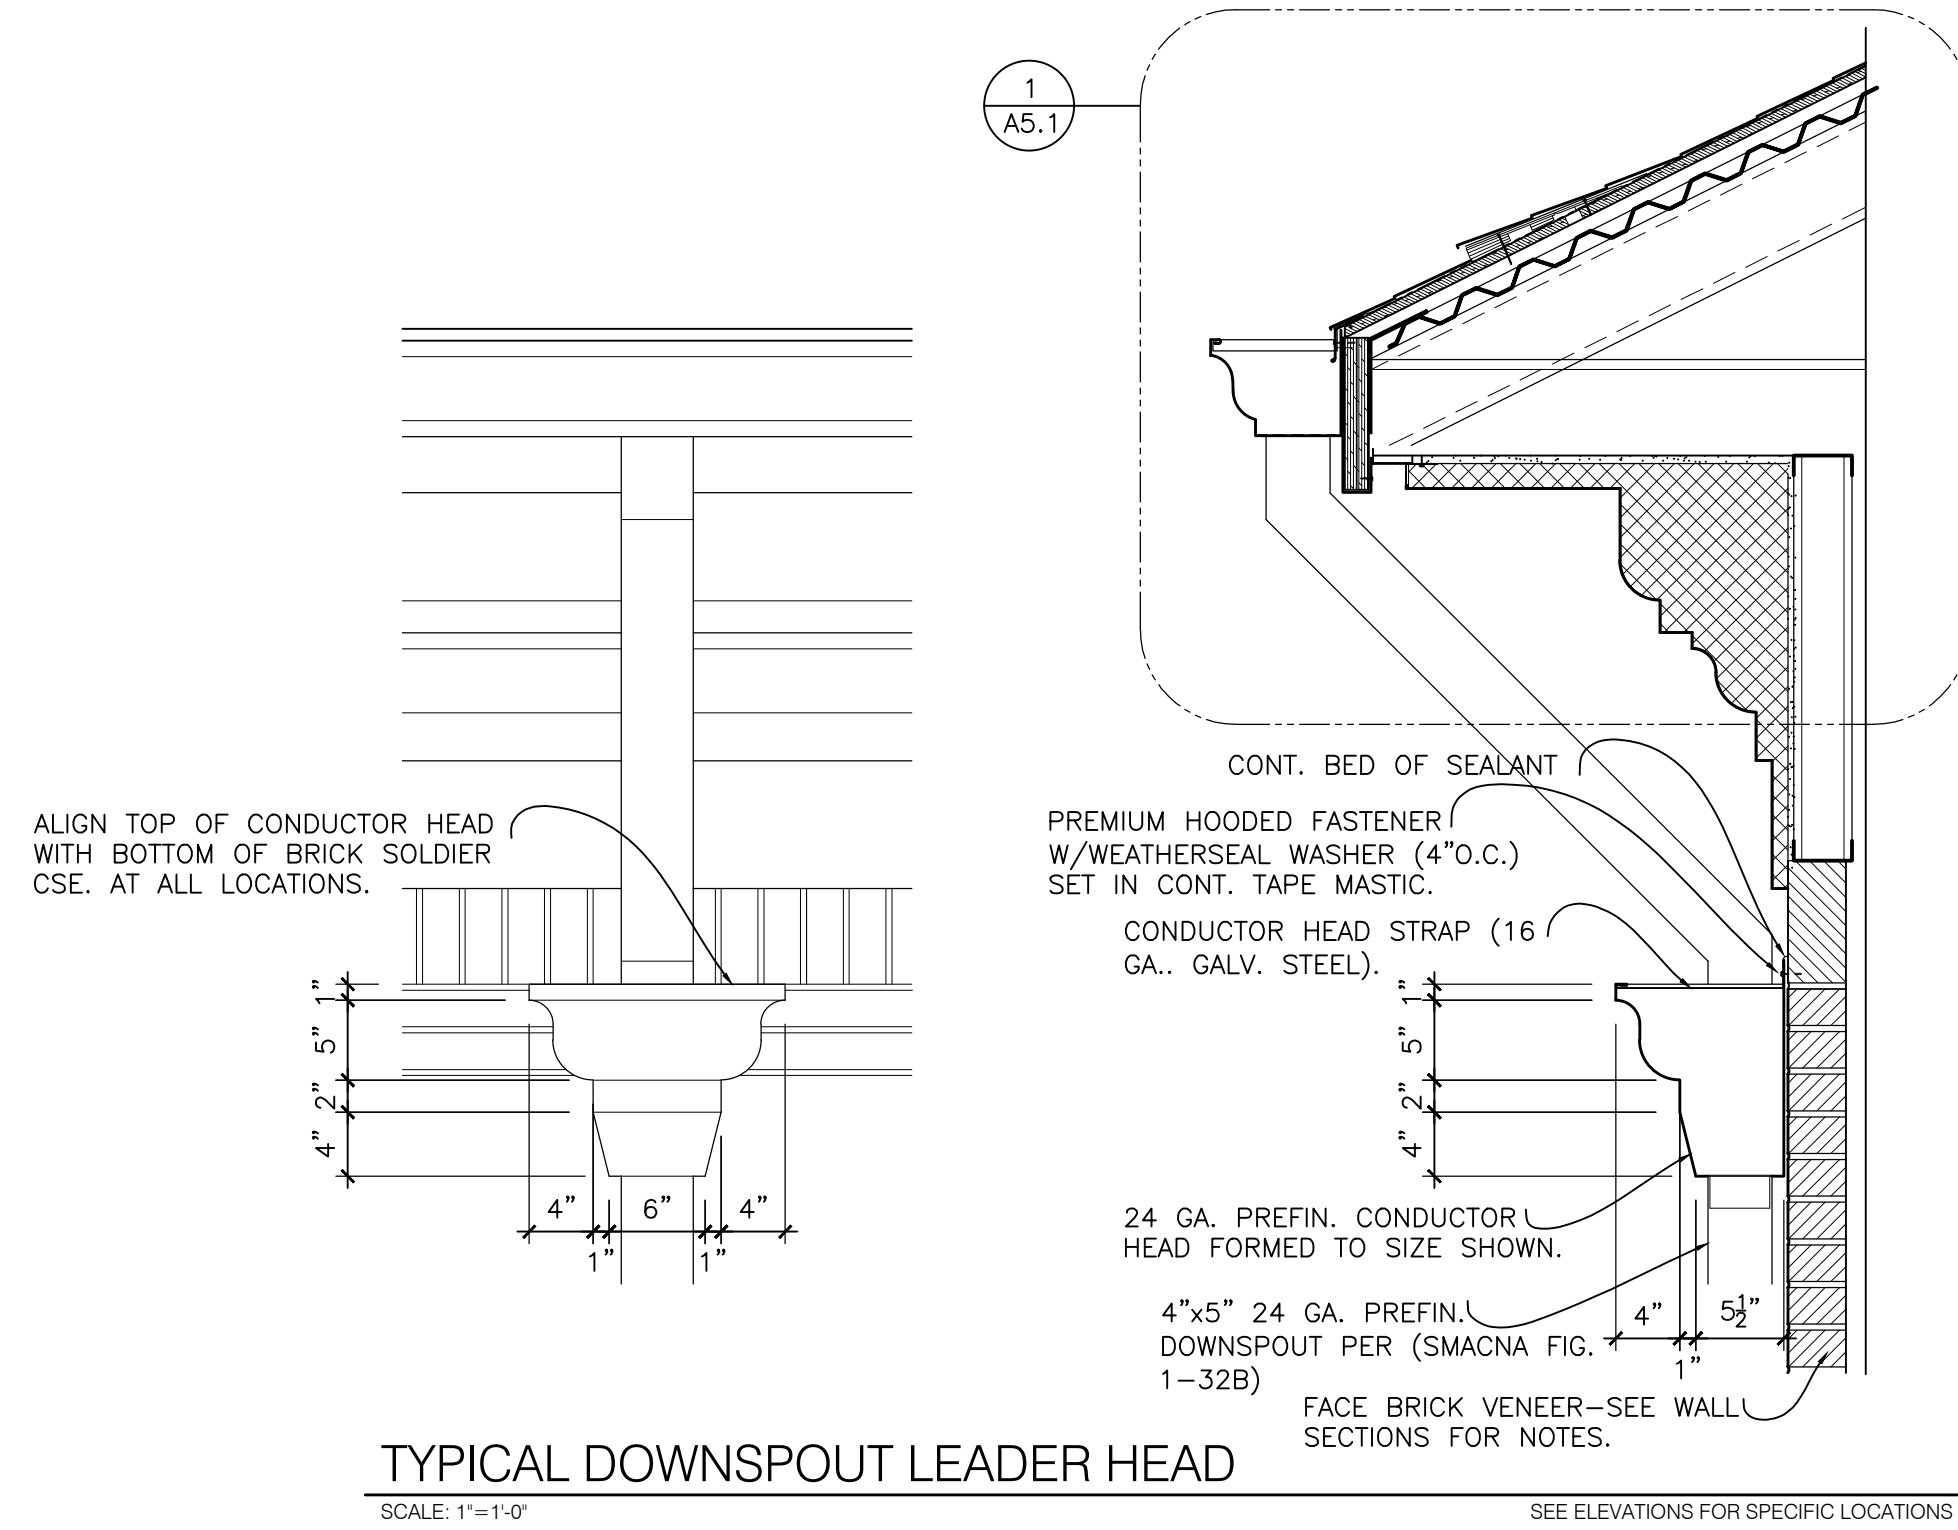 1
A5.1
CONT. BED OF SEALANT
PREMIUM HOODED FASTENER
W/WEATHERSEAL WASHER (4”O.C.)
SET IN CONT. TAPE MASTIC.
ALIGN TOP OF CONDUCTOR HEAD
WITH BOTTOM OF BRICK SOLDIER
CSE. AT ALL LOCATIONS.
CONDUCTOR HEAD STRAP (16
GA.. GALV. STEEL).
1”
5”
2”
4”
4” 6” 4”
1” 1”
1”
5”
2”
4”
24 GA. PREFIN. CONDUCTOR
HEAD FORMED TO SIZE SHOWN.
4”x5” 24 GA. PREFIN.
DOWNSPOUT PER (SMACNA FIG.
1–32B)
4” 5½”
1”
FACE BRICK VENEER–SEE WALL
SECTIONS FOR NOTES.
TYPICAL DOWNSPOUT LEADER HEAD
SCALE: 1"=1'-0"
SEE ELEVATIONS FOR SPECIFIC LOCATIONS